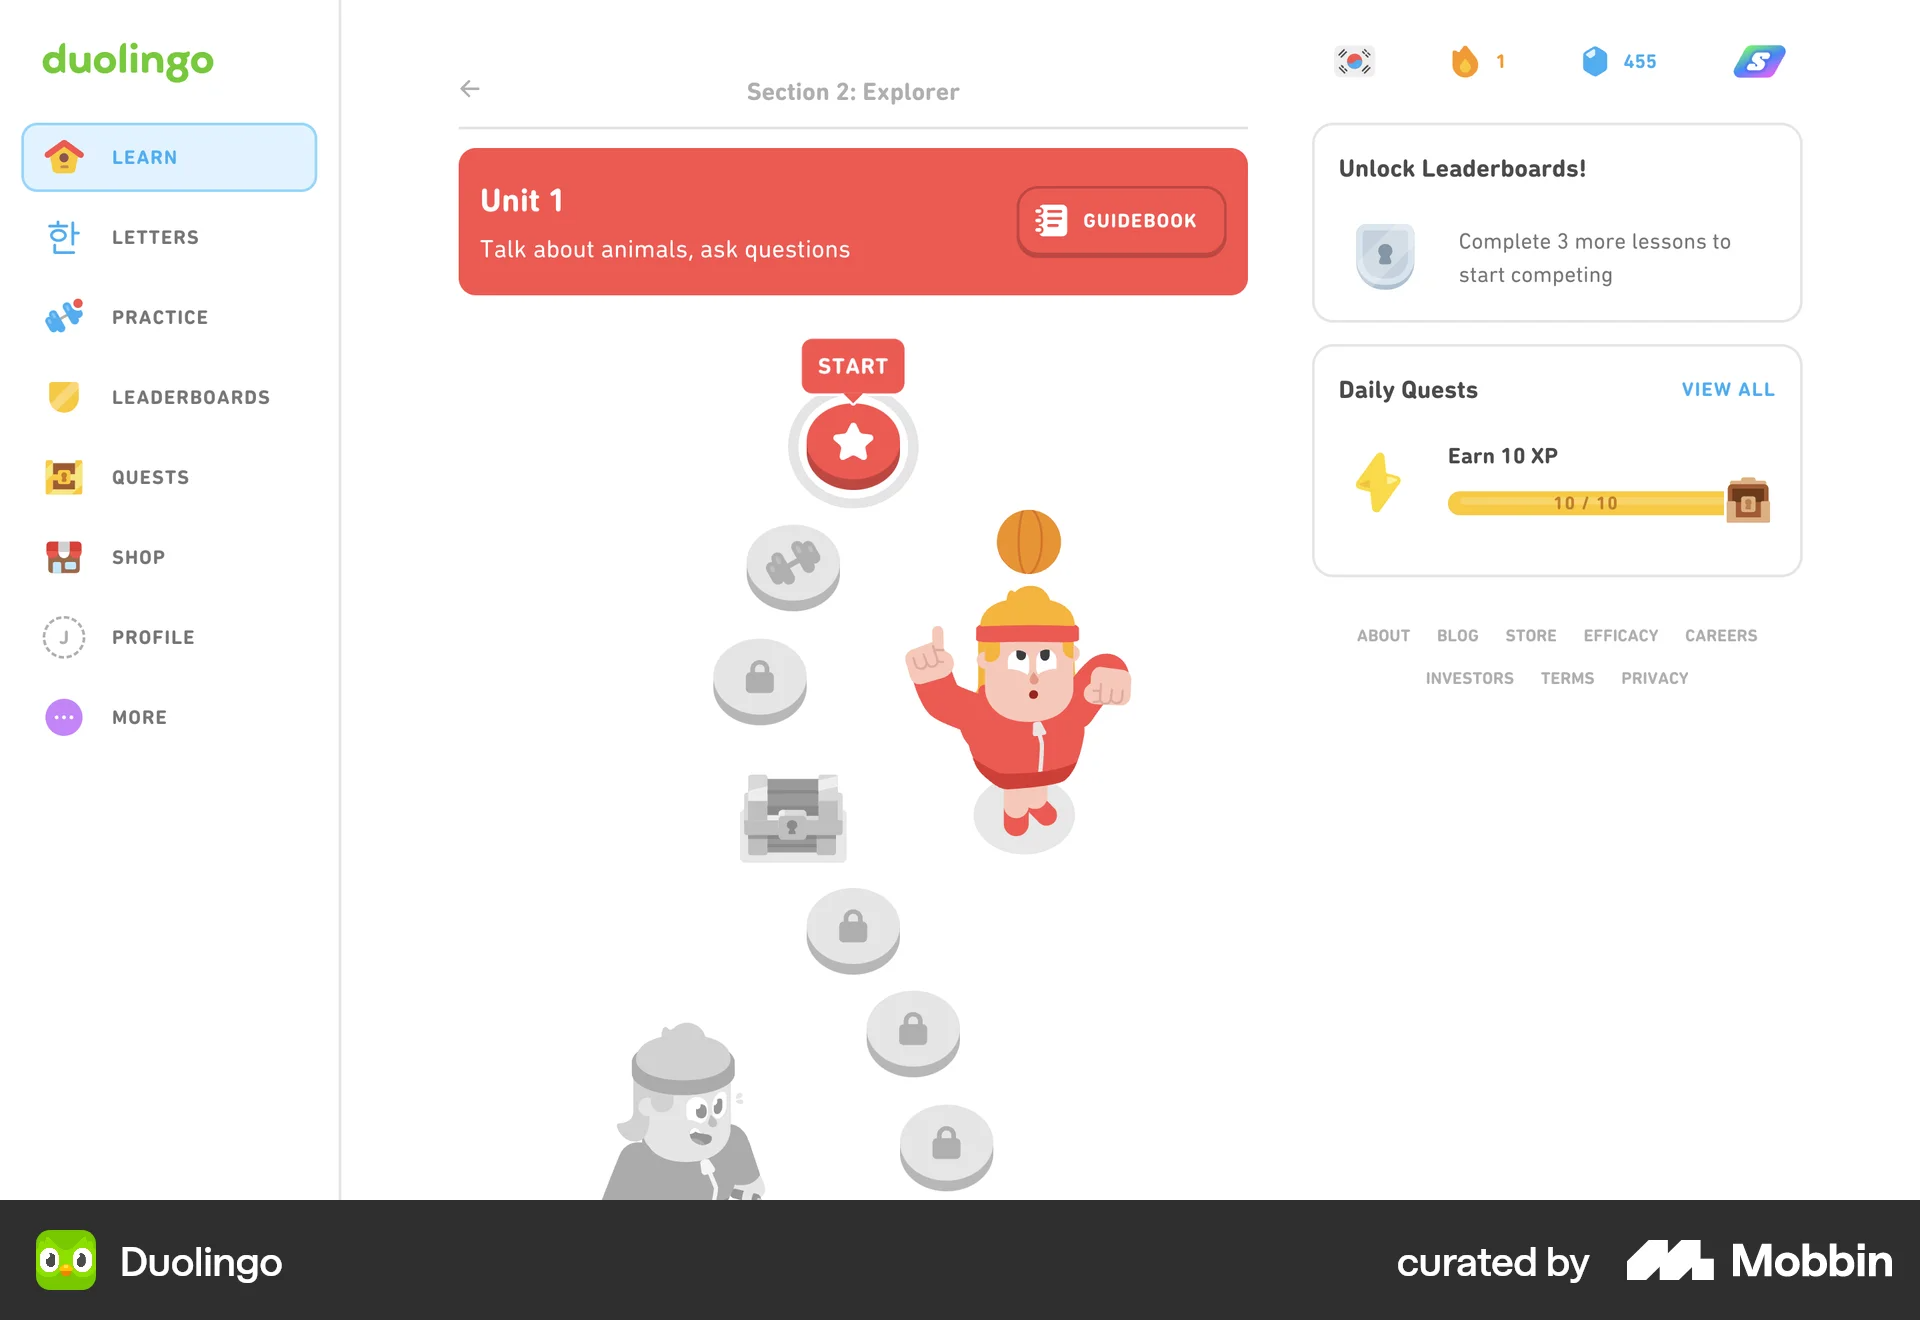 duolingo
LEARN
한 LETTERS
PRACTICE
LEADERBOARDS
QUESTS
SHOP
J PROFILE
MORE
Section 2: Explorer
Unit 1
Talk about animals, ask questions
GUIDEBOOK
START
1
455
S
Unlock Leaderboards!
Complete 3 more lessons to
start competing
Daily Quests
VIEW ALL
Earn 10 XP
10 / 10
ABOUT BLOG STORE EFFICACY CAREERS
INVESTORS TERMS PRIVACY
Duolingo
curated by Mobbin